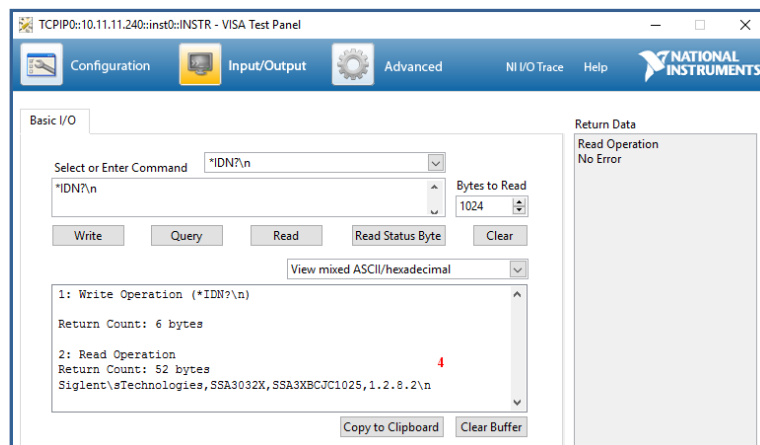 TCPIP0::10.11.11.240::inst0::INSTR - VISA Test Panel
Configuration Input/Output Advanced NI I/O Trace Help NATIONAL INSTRUMENTS
Basic I/O
Return Data
Read Operation
No Error
Select or Enter Command *IDN?\n
*IDN?\n
Bytes to Read
1024
Write Query Read Read Status Byte Clear
View mixed ASCII/hexadecimal
1: Write Operation (*IDN?\n)
Return Count: 6 bytes
2: Read Operation
4
Return Count: 52 bytes
Siglent\sTechnologies,SSA3032X,SSA3XBCJC1025,1.2.8.2\n
Copy to Clipboard Clear Buffer